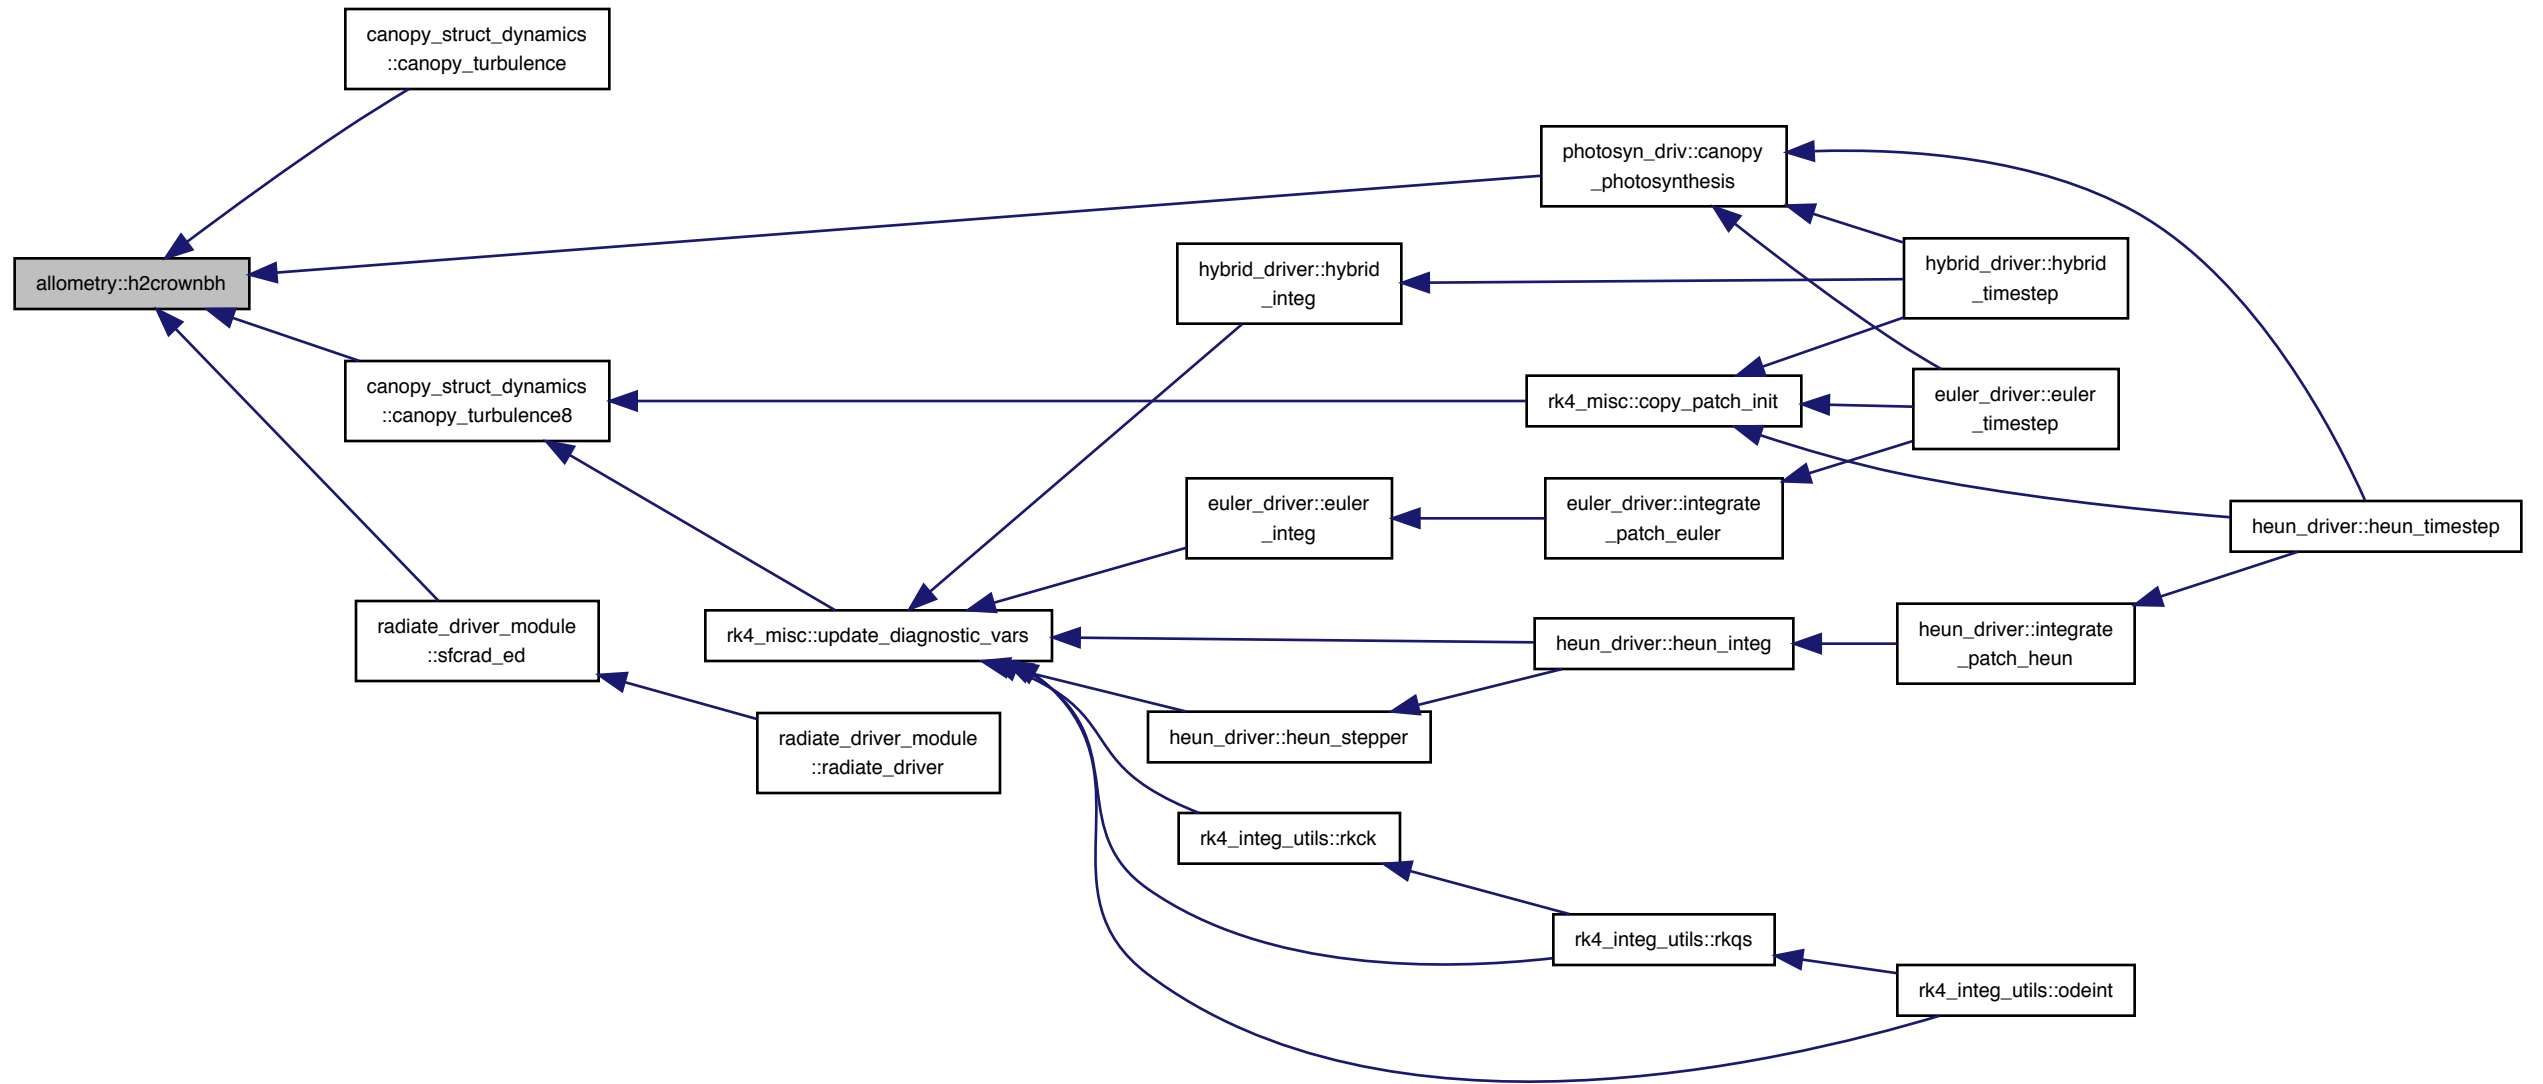 canopy_struct_dynamics
::canopy_turbulence
photosyn_driv::canopy
_photosynthesis
allometry::h2crownbh
hybrid_driver::hybrid
_integ
hybrid_driver::hybrid
_timestep
canopy_struct_dynamics
::canopy_turbulence8
rk4_misc::copy_patch_init
euler_driver::euler
_timestep
euler_driver::euler
_integ
euler_driver::integrate
_patch_euler
heun_driver::heun_timestep
radiate_driver_module
::sfcrad_ed
rk4_misc::update_diagnostic_vars
heun_driver::heun_integ
heun_driver::integrate
_patch_heun
radiate_driver_module
::radiate_driver
heun_driver::heun_stepper
rk4_integ_utils::rkck
rk4_integ_utils::rkqs
rk4_integ_utils::odeint